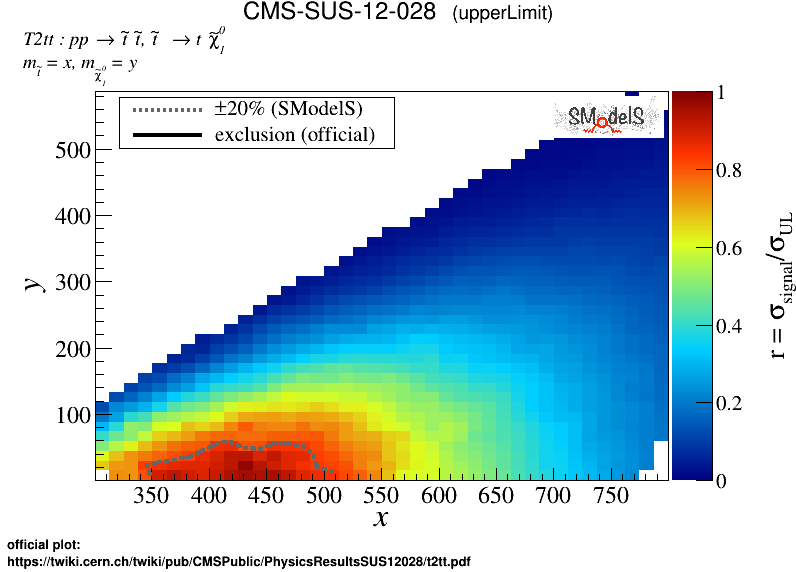 CMS-SUS-12-028 (upperLimit)
T2tt : pp → t̃ t̃, t̃ → t χ̃⁰₁
m_t̃ = x, m_χ̃⁰₁ = y
±20% (SModelS)
exclusion (official)
SModelS
500
400
300
200
100
y
350 400 450 500 550 600 650 700 750
x
1
0.8
0.6
0.4
0.2
0
r = σ_signal/σ_UL
official plot:
https://twiki.cern.ch/twiki/pub/CMSPublic/PhysicsResultsSUS12028/t2tt.pdf